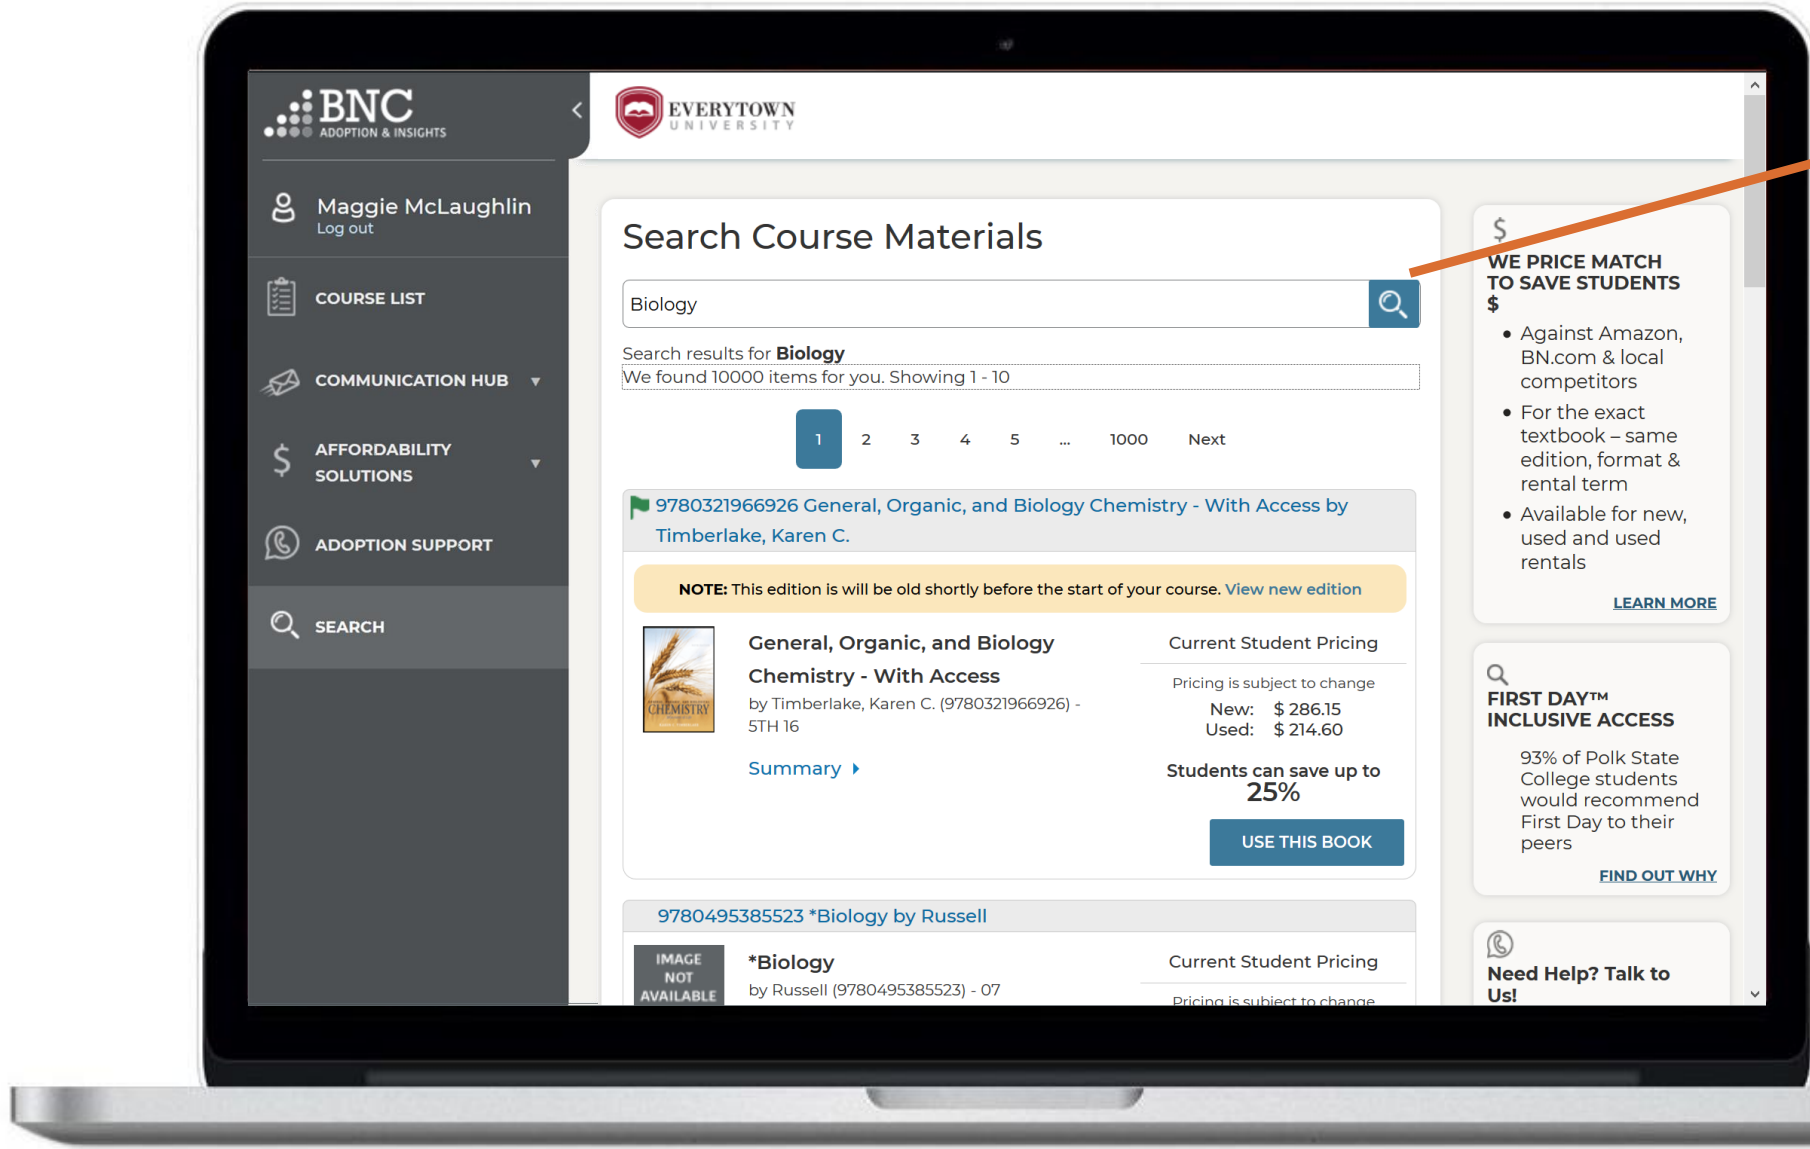 BNC
ADOPTION & INSIGHTS
Maggie McLaughlin
Log out
COURSE LIST
COMMUNICATION HUB
AFFORDABILITY
SOLUTIONS
ADOPTION SUPPORT
SEARCH
EVERYTOWN
UNIVERSITY
Search Course Materials
Biology
Search results for Biology
We found 10000 items for you. Showing 1 - 10
1 2 3 4 5 ... 1000 Next
9780321966926 General, Organic, and Biology Chemistry - With Access by
Timberlake, Karen C.
NOTE: This edition is will be old shortly before the start of your course. View new edition
CHEMISTRY
General, Organic, and Biology
Chemistry - With Access
by Timberlake, Karen C. (9780321966926) -
5TH 16
Summary
Current Student Pricing
Pricing is subject to change
New: $ 286.15
Used: $ 214.60
Students can save up to
25%
USE THIS BOOK
9780495385523 *Biology by Russell
IMAGE
NOT
AVAILABLE
*Biology
by Russell (9780495385523) - 07
Current Student Pricing
Pricing is subject to change
$
WE PRICE MATCH
TO SAVE STUDENTS
$
• Against Amazon,
BN.com & local
competitors
• For the exact
textbook – same
edition, format &
rental term
• Available for new,
used and used
rentals
LEARN MORE
FIRST DAY™
INCLUSIVE ACCESS
93% of Polk State
College students
would recommend
First Day to their
peers
FIND OUT WHY
Need Help? Talk to
Us!